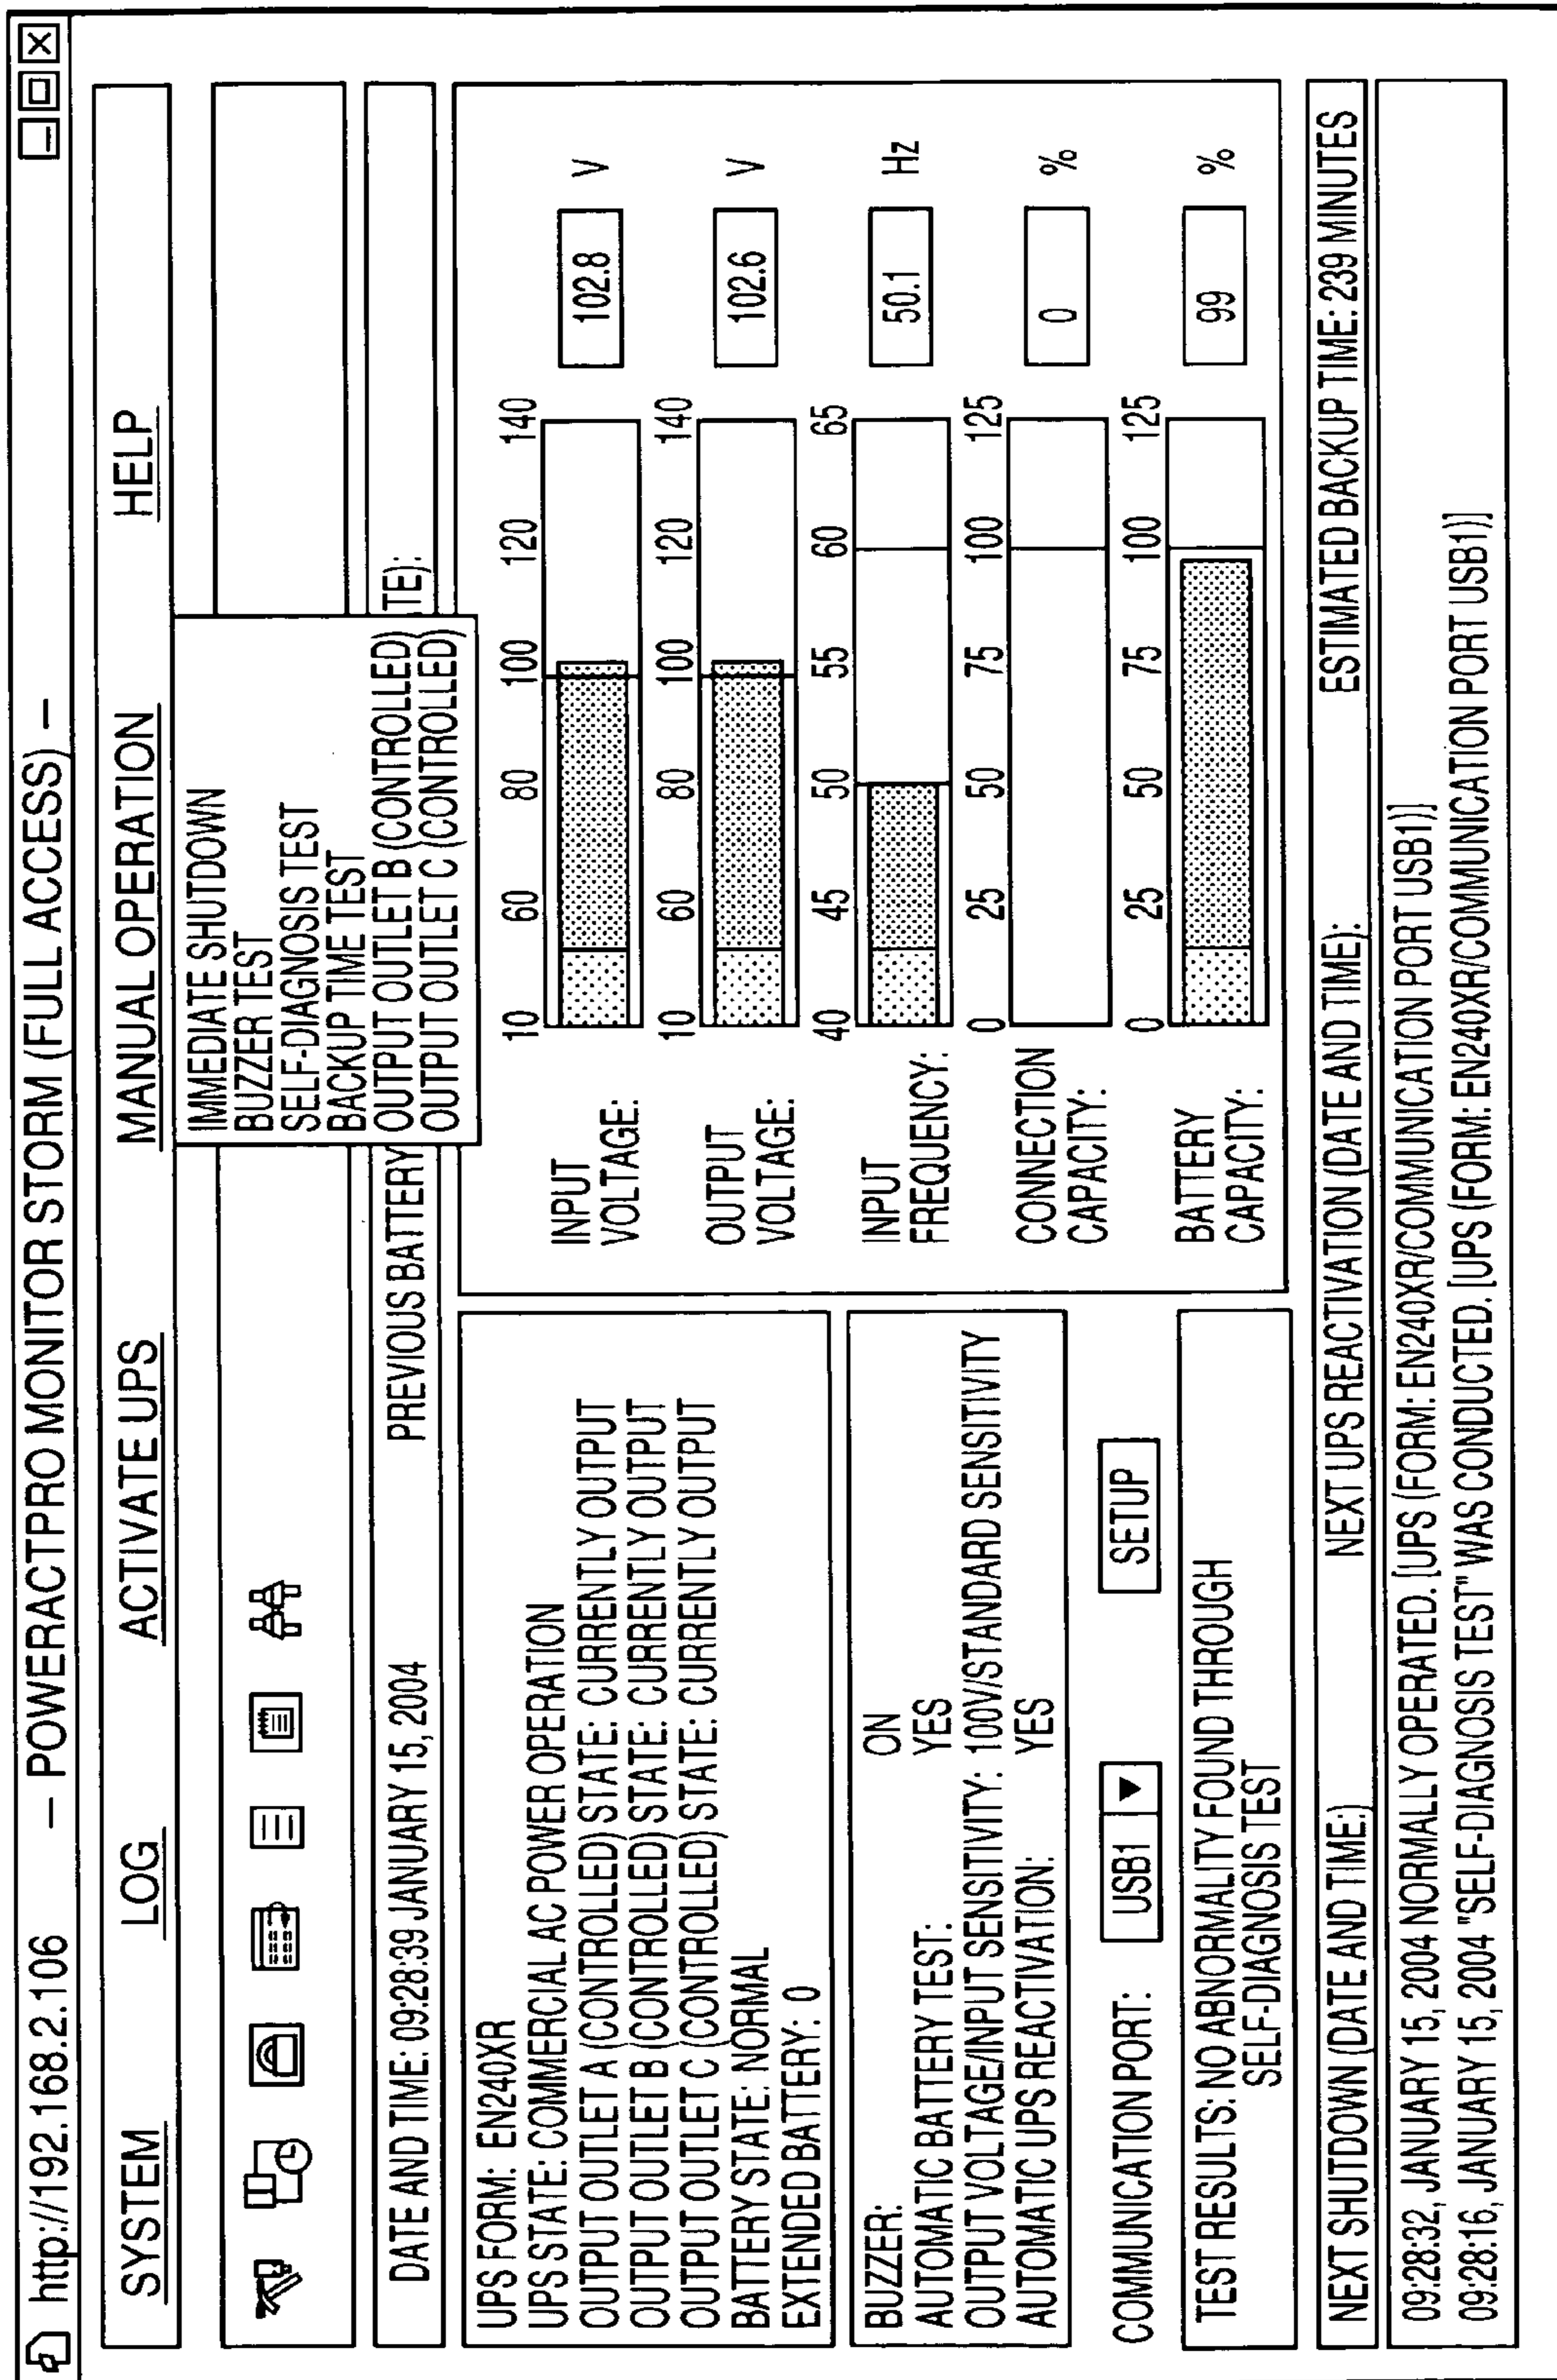 http://192.168.2.106 — POWERACTPRO MONITOR STORM (FULL ACCESS) —
SYSTEM LOG ACTIVATE UPS MANUAL OPERATION HELP
IMMEDIATE SHUTDOWN
BUZZER TEST
SELF-DIAGNOSIS TEST
BACKUP TIME TEST
OUTPUT OUTLET B (CONTROLLED)
OUTPUT OUTLET C (CONTROLLED)
DATE AND TIME: 09:28:39 JANUARY 15, 2004 PREVIOUS BATTERY TE):
UPS FORM: EN240XR
UPS STATE: COMMERCIAL AC POWER OPERATION
OUTPUT OUTLET A (CONTROLLED) STATE: CURRENTLY OUTPUT
OUTPUT OUTLET B (CONTROLLED) STATE: CURRENTLY OUTPUT
OUTPUT OUTLET C (CONTROLLED) STATE: CURRENTLY OUTPUT
BATTERY STATE: NORMAL
EXTENDED BATTERY: 0
BUZZER: ON
AUTOMATIC BATTERY TEST: YES
OUTPUT VOLTAGE/INPUT SENSITIVITY: 100V/STANDARD SENSITIVITY
AUTOMATIC UPS REACTIVATION: YES
COMMUNICATION PORT: USB1 ▼ SETUP
TEST RESULTS: NO ABNORMALITY FOUND THROUGH
SELF-DIAGNOSIS TEST
10 60 80 100 120 140
INPUT
VOLTAGE: 102.8 V
10 60 80 100 120 140
OUTPUT
VOLTAGE: 102.6 V
40 45 50 55 60 65
INPUT
FREQUENCY: 50.1 Hz
0 25 50 75 100 125
CONNECTION
CAPACITY: 0 %
0 25 50 75 100 125
BATTERY
CAPACITY: 99 %
NEXT SHUTDOWN (DATE AND TIME:) NEXT UPS REACTIVATION (DATE AND TIME): ESTIMATED BACKUP TIME: 239 MINUTES
09:28:32, JANUARY 15, 2004 NORMALLY OPERATED. [UPS (FORM: EN240XR/COMMUNICATION PORT USB1)]
09:28:16, JANUARY 15, 2004 "SELF-DIAGNOSIS TEST" WAS CONDUCTED. [UPS (FORM: EN240XR/COMMUNICATION PORT USB1)]